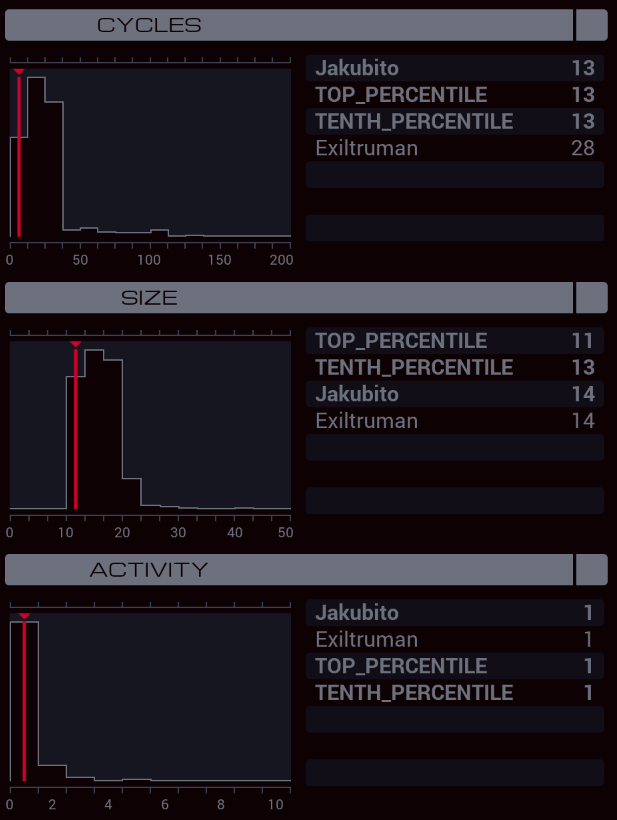 CYCLES
Jakubito 13
TOP_PERCENTILE 13
TENTH_PERCENTILE 13
Exiltruman 28
0 50 100 150 200
SIZE
TOP_PERCENTILE 11
TENTH_PERCENTILE 13
Jakubito 14
Exiltruman 14
0 10 20 30 40 50
ACTIVITY
Jakubito 1
Exiltruman 1
TOP_PERCENTILE 1
TENTH_PERCENTILE 1
0 2 4 6 8 10